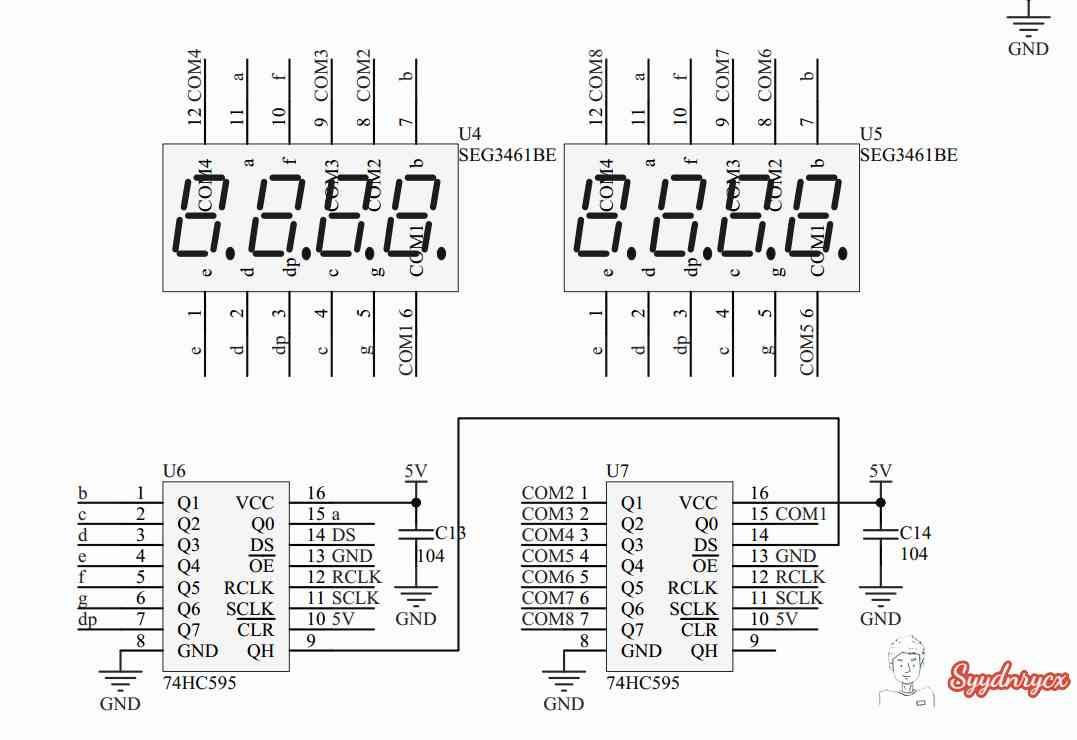 GND
COM4 a f COM3 COM2 b
12 11 10 9 8 7
U4
SEG3461BE
COM4 a f COM3 COM2 b
e d dp c g COM1
1 2 3 4 5 6
e d dp c g COM1
COM8 a f COM7 COM6 b
12 11 10 9 8 7
U5
SEG3461BE
COM4 a f COM3 COM2 b
e d dp c g COM1
1 2 3 4 5 6
e d dp c g COM5
U6
b 1 Q1 VCC 16
c 2 Q2 Q0 15 a
d 3 Q3 DS 14 DS
e 4 Q4 OE 13 GND
f 5 Q5 RCLK 12 RCLK
g 6 Q6 SCLK 11 SCLK
dp 7 Q7 CLR 10 5V
8 GND QH 9
74HC595
GND
5V
C13
104
GND
U7
COM2 1 Q1 VCC 16
COM3 2 Q2 Q0 15 COM1
COM4 3 Q3 DS 14
COM5 4 Q4 OE 13 GND
COM6 5 Q5 RCLK 12 RCLK
COM7 6 Q6 SCLK 11 SCLK
COM8 7 Q7 CLR 10 5V
8 GND QH 9
74HC595
GND
5V
C14
104
GND
Syydnrycx